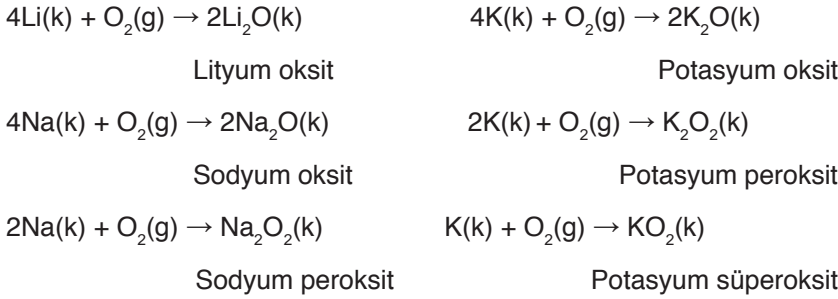 4Li(k) + O₂(g) → 2Li₂O(k) 4K(k) + O₂(g) → 2K₂O(k)
Lityum oksit Potasyum oksit
4Na(k) + O₂(g) → 2Na₂O(k) 2K(k) + O₂(g) → K₂O₂(k)
Sodyum oksit Potasyum peroksit
2Na(k) + O₂(g) → Na₂O₂(k) K(k) + O₂(g) → KO₂(k)
Sodyum peroksit Potasyum süperoksit